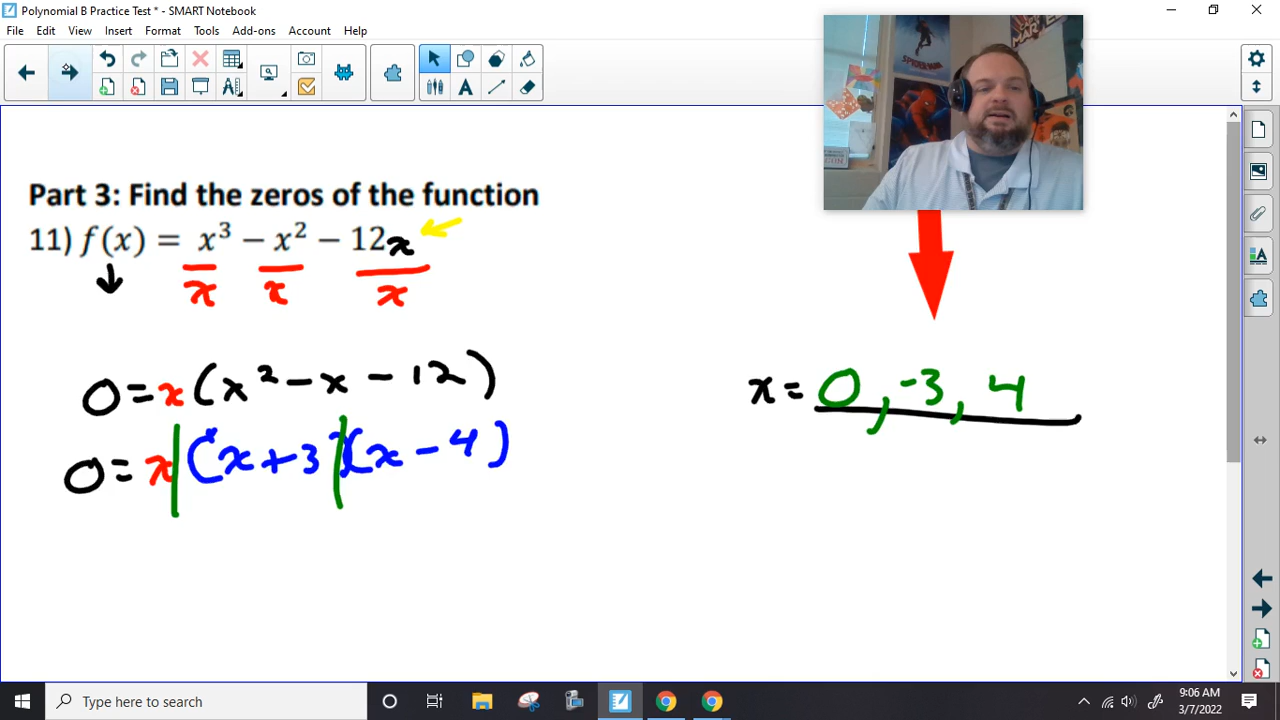 Polynomial B Practice Test * - SMART Notebook
File Edit View Insert Format Tools Add-ons Account Help
SPIDER-MAN
Part 3: Find the zeros of the function
11) f(x) = x³ − x² − 12x
x x x
0 = x(x² − x − 12)
0 = x(x + 3)(x − 4)
x = 0, -3, 4
Type here to search
9:06 AM
3/7/2022